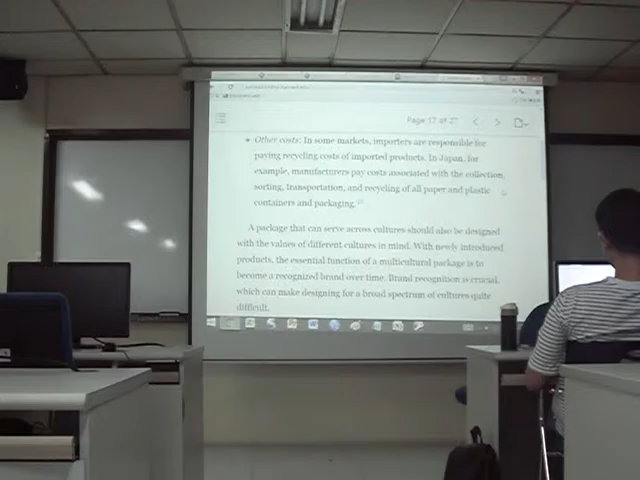 Page 17 of 27
• Other costs: In some markets, importers are responsible for
paying recycling costs of imported products. In Japan, for
example, manufacturers pay costs associated with the collection,
sorting, transportation, and recycling of all paper and plastic
containers and packaging.
A package that can serve across cultures should also be designed
with the values of different cultures in mind. With newly introduced
products, the essential function of a multicultural package is to
become a recognized brand over time. Brand recognition is crucial,
which can make designing for a broad spectrum of cultures quite
difficult.